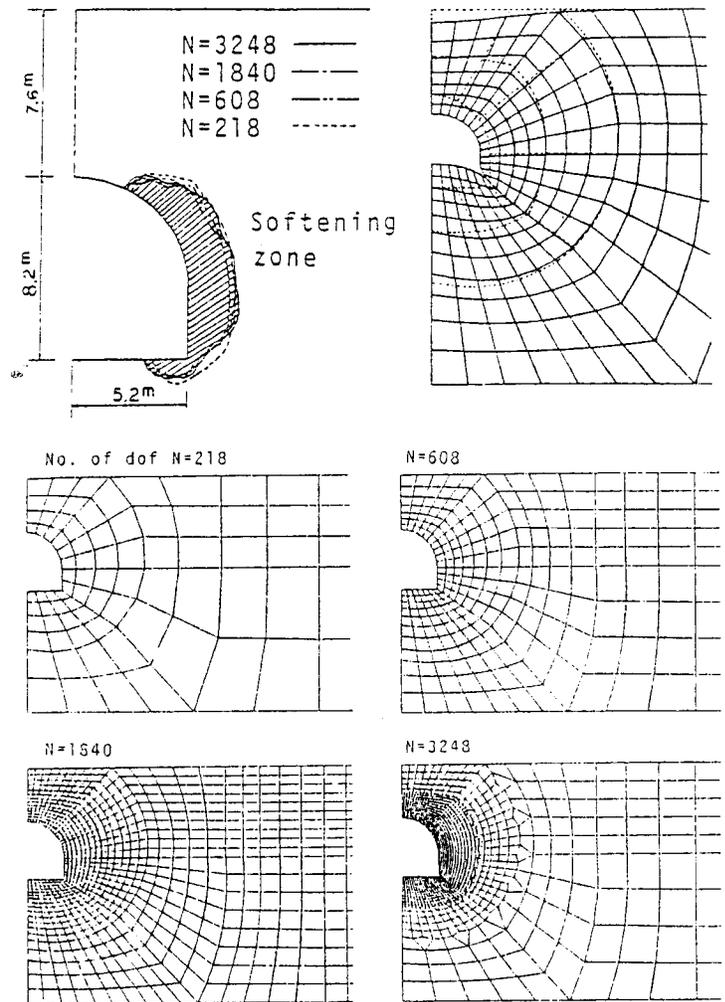 N=3248
N=1840
N=608
N=218
7.6m
8.2m
5.2m
Softening
zone
No. of dof N=218
N=608
N=1840
N=3248